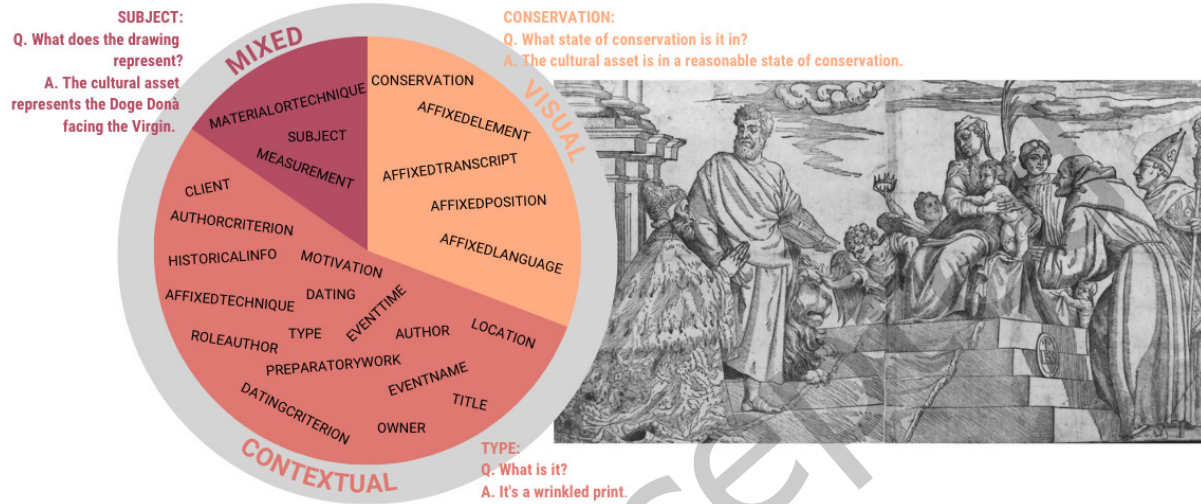 SUBJECT:
Q. What does the drawing
represent?
A. The cultural asset
represents the Doge Donà
facing the Virgin.
CONSERVATION:
Q. What state of conservation is it in?
A. The cultural asset is in a reasonable state of conservation.
MIXED
MATERIALORTECHNIQUE
SUBJECT
MEASUREMENT
VISUAL
CONSERVATION
AFFIXEDELEMENT
AFFIXEDTRANSCRIPT
AFFIXEDPOSITION
AFFIXEDLANGUAGE
CLIENT
AUTHORCRITERION
HISTORICALINFO
MOTIVATION
AFFIXEDTECHNIQUE
DATING
EVENTTIME
TYPE
ROLEAUTHOR
AUTHOR
LOCATION
PREPARATORYWORK
EVENTNAME
DATINGCRITERION
TITLE
OWNER
CONTEXTUAL
TYPE:
Q. What is it?
A. It's a wrinkled print.